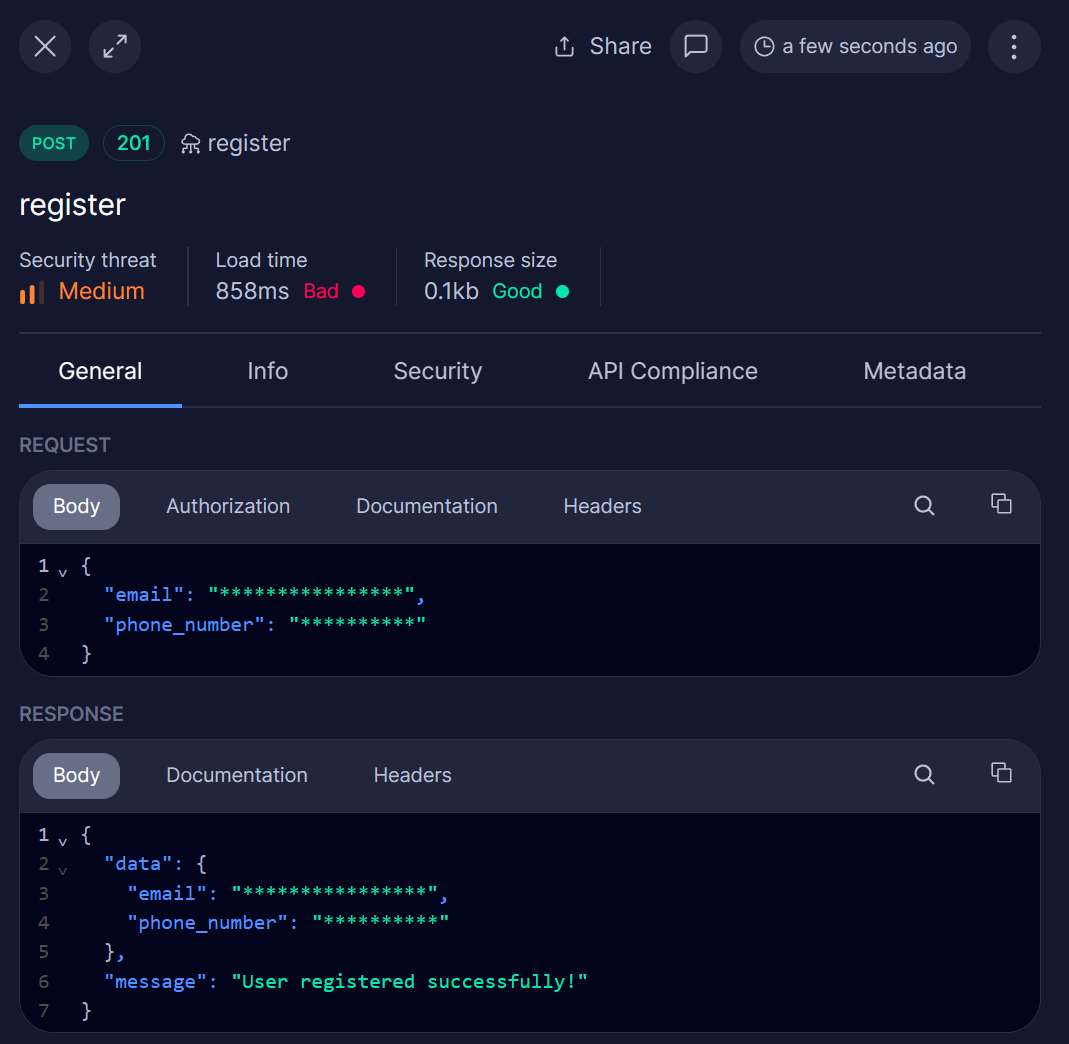 Share
a few seconds ago
POST 201 register
register
Security threat Load time Response size
Medium 858ms Bad 0.1kb Good
General Info Security API Compliance Metadata
REQUEST
Body Authorization Documentation Headers
1 {
2 "email": "****************",
3 "phone_number": "**********"
4 }
RESPONSE
Body Documentation Headers
1 {
2 "data": {
3 "email": "****************",
4 "phone_number": "**********"
5 },
6 "message": "User registered successfully!"
7 }